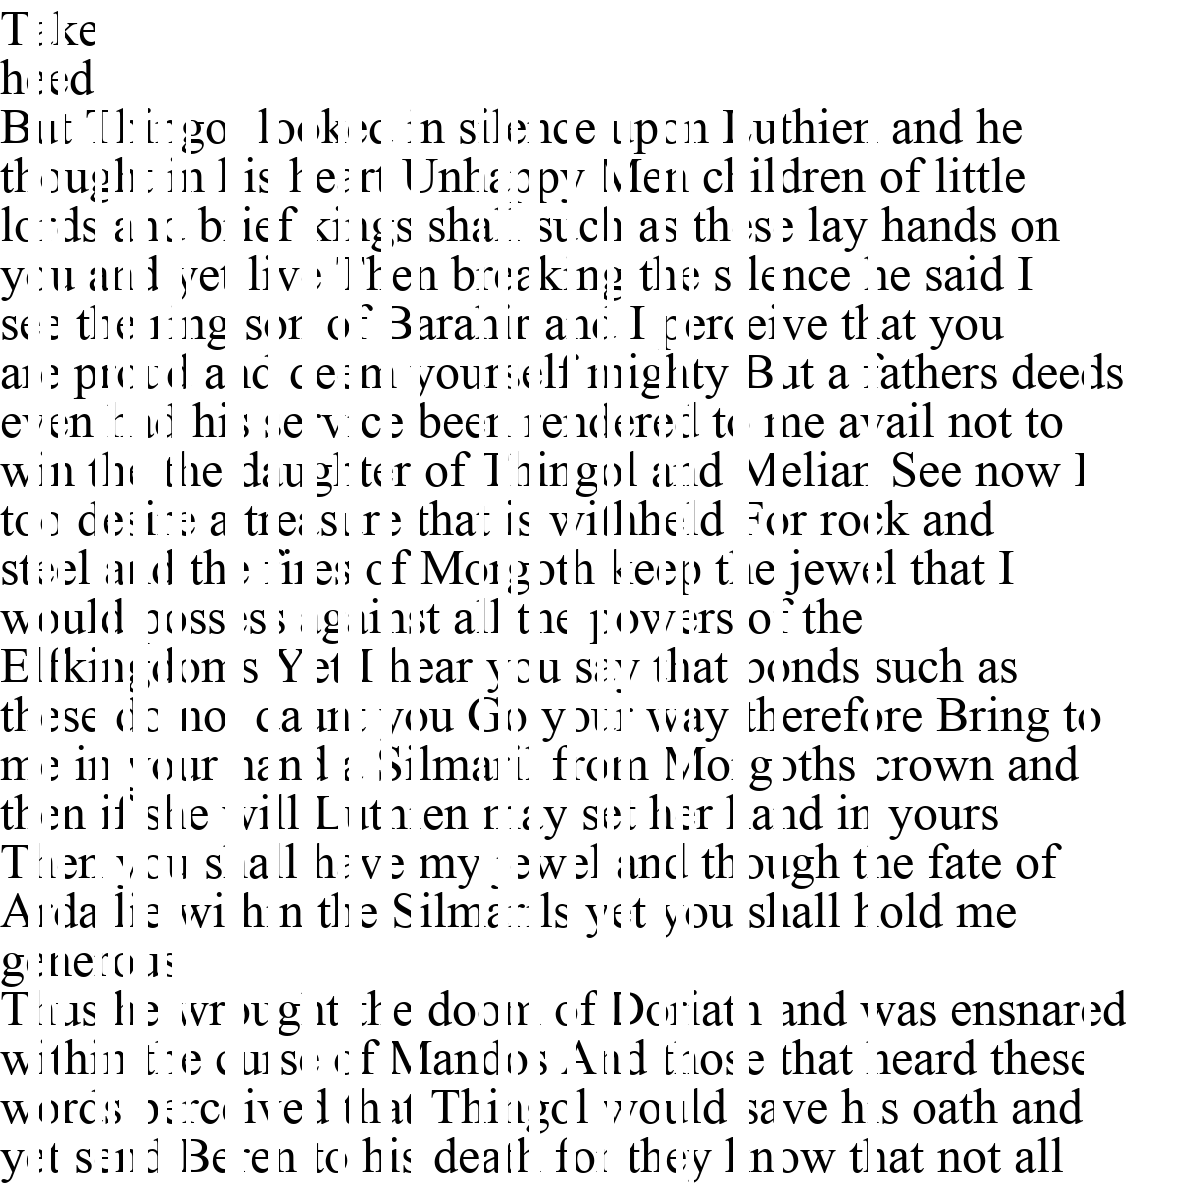 Take
heed
But Thingol looked in silence upon Luthien and he
thought in his heart Unhappy Men children of little
lords and brief kings shall such as these lay hands on
you and yet live Then breaking the silence he said I
see the ring son of Barahir and I perceive that you
are proud and deem yourself mighty But a fathers deeds
even had his service been rendered to me avail not to
win the the daughter of Thingol and Melian See now I
too desire a treasure that is withheld For rock and
steel and the fires of Morgoth keep the jewel that I
would possess against all the powers of the
Elfkingdoms Yet I hear you say that bonds such as
these do not daunt you Go your way therefore Bring to
me in your hand a Silmaril from Morgoths crown and
then if she will Luthien may set her hand in yours
Then you shall have my jewel and though the fate of
Arda lie within the Silmarils yet you shall hold me
generous
Thus he wrought the doom of Doriath and was ensnared
within the curse of Mandos And those that heard these
words perceived that Thingol would save his oath and
yet send Beren to his death for they know that not all